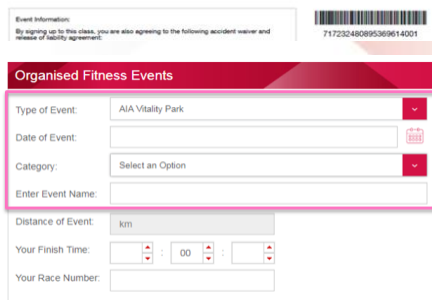 Event Information:
By signing up to this class, you are also agreeing to the following accident waiver and
release of liability agreement:
717232480895369614001
Organised Fitness Events
Type of Event: AIA Vitality Park
Date of Event:
Category: Select an Option
Enter Event Name:
Distance of Event: km
Your Finish Time: : 00 :
Your Race Number: